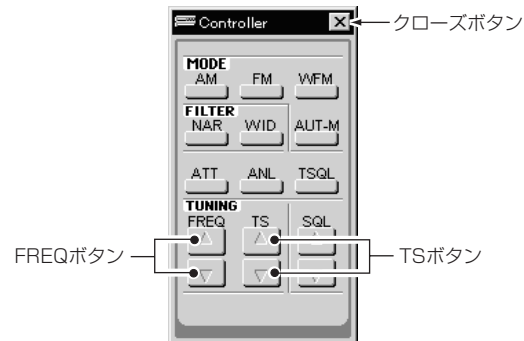 Controller
クローズボタン
MODE
AM FM WFM
FILTER
NAR WID AUT-M
ATT ANL TSQL
TUNING
FREQ TS SQL
FREQボタン
TSボタン